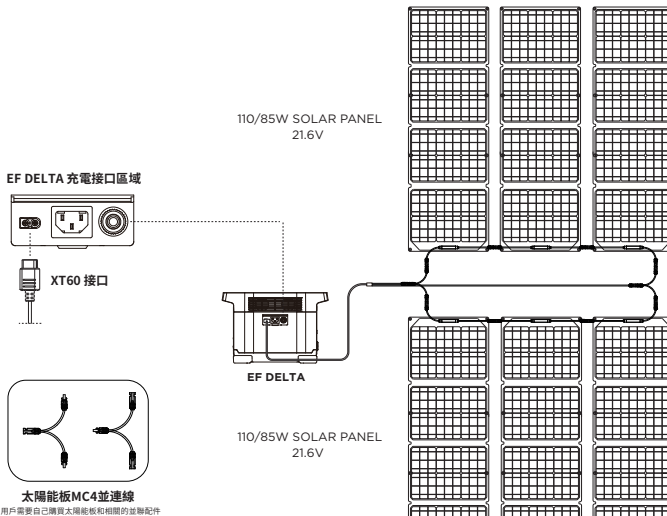 110/85W SOLAR PANEL
21.6V
EF DELTA 充電接口區域
XT60 接口
EF DELTA
110/85W SOLAR PANEL
21.6V
太陽能板MC4並連線
用戶需要自己購買太陽能板和相關的並聯配件